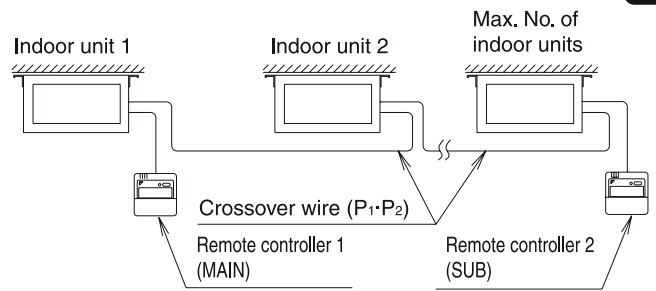 Indoor unit 1
Indoor unit 2
Max. No. of
indoor units
Crossover wire (P₁·P₂)
Remote controller 1
(MAIN)
Remote controller 2
(SUB)